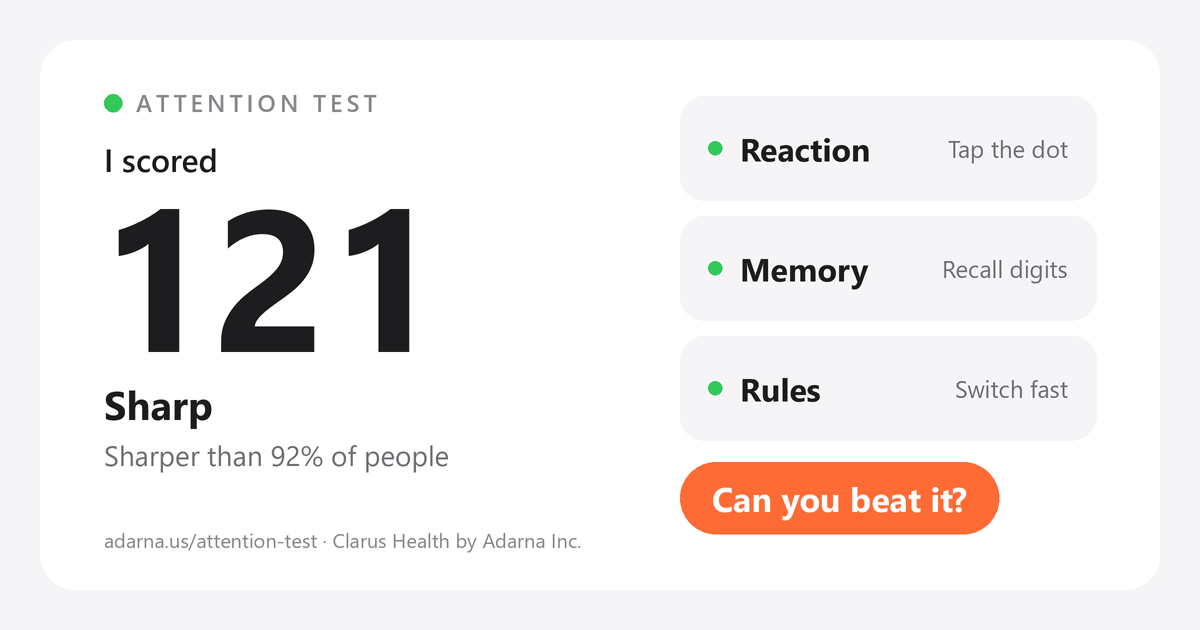 ATTENTION TEST
I scored
121
Sharp
Sharper than 92% of people
adarna.us/attention-test · Clarus Health by Adarna Inc.
Reaction Tap the dot
Memory Recall digits
Rules Switch fast
Can you beat it?